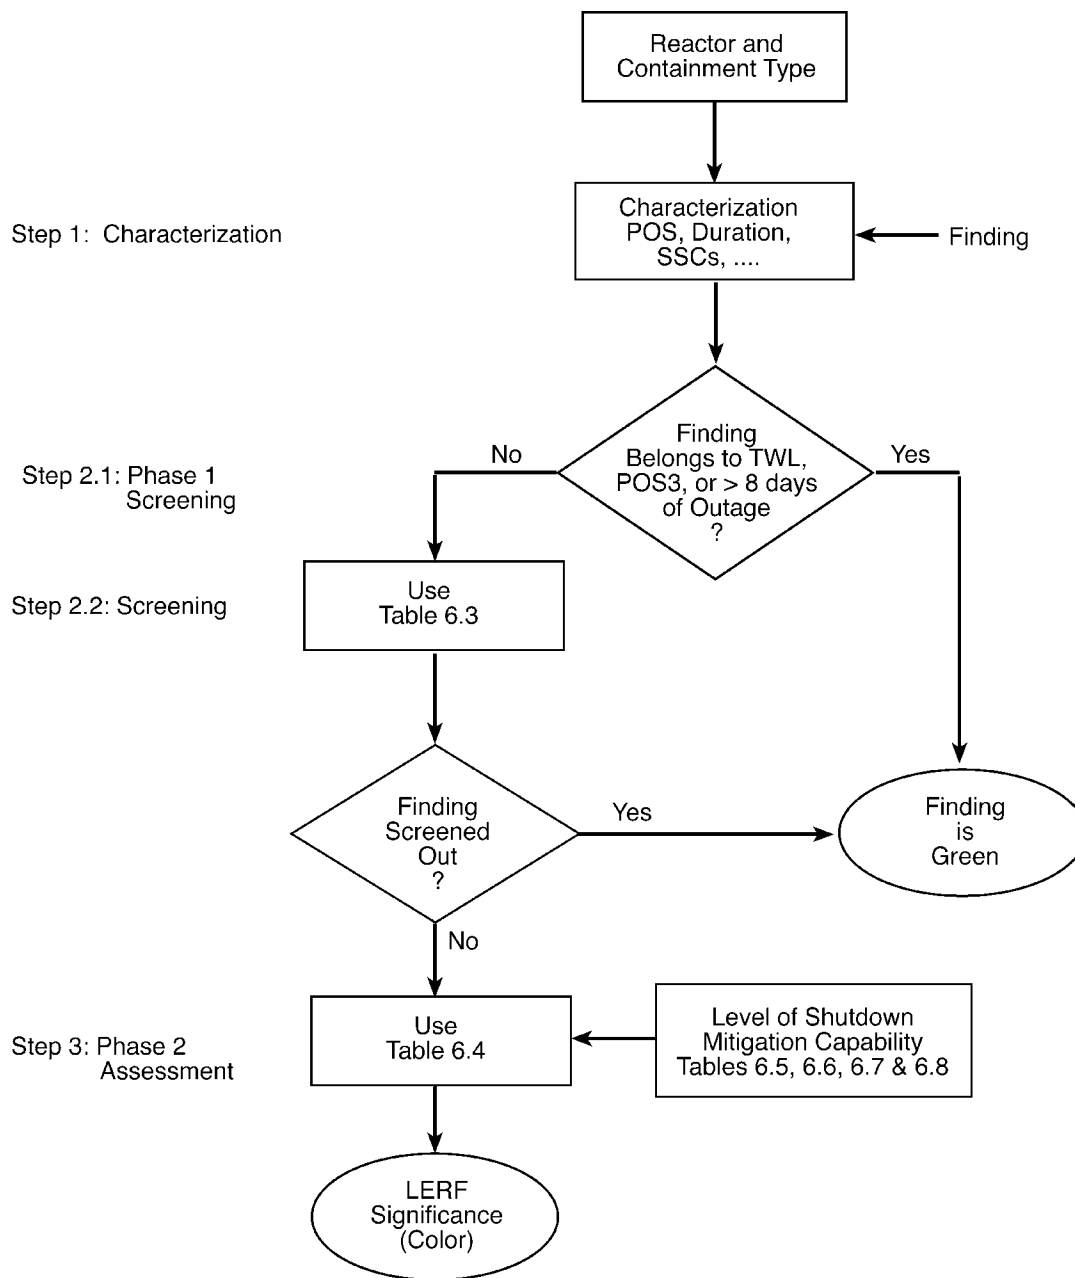 Reactor and
Containment Type
Step 1:  Characterization
Characterization
POS, Duration,
SSCs, ....
Finding
Step 2.1: Phase 1
Screening
No
Finding
Belongs to TWL,
POS3, or > 8 days
of Outage
?
Yes
Step 2.2: Screening
Use
Table 6.3
Finding
Screened
Out
?
Yes
Finding
is
Green
No
Step 3: Phase 2
Assessment
Use
Table 6.4
Level of Shutdown
Mitigation Capability
Tables 6.5, 6.6, 6.7 & 6.8
LERF
Significance
(Color)